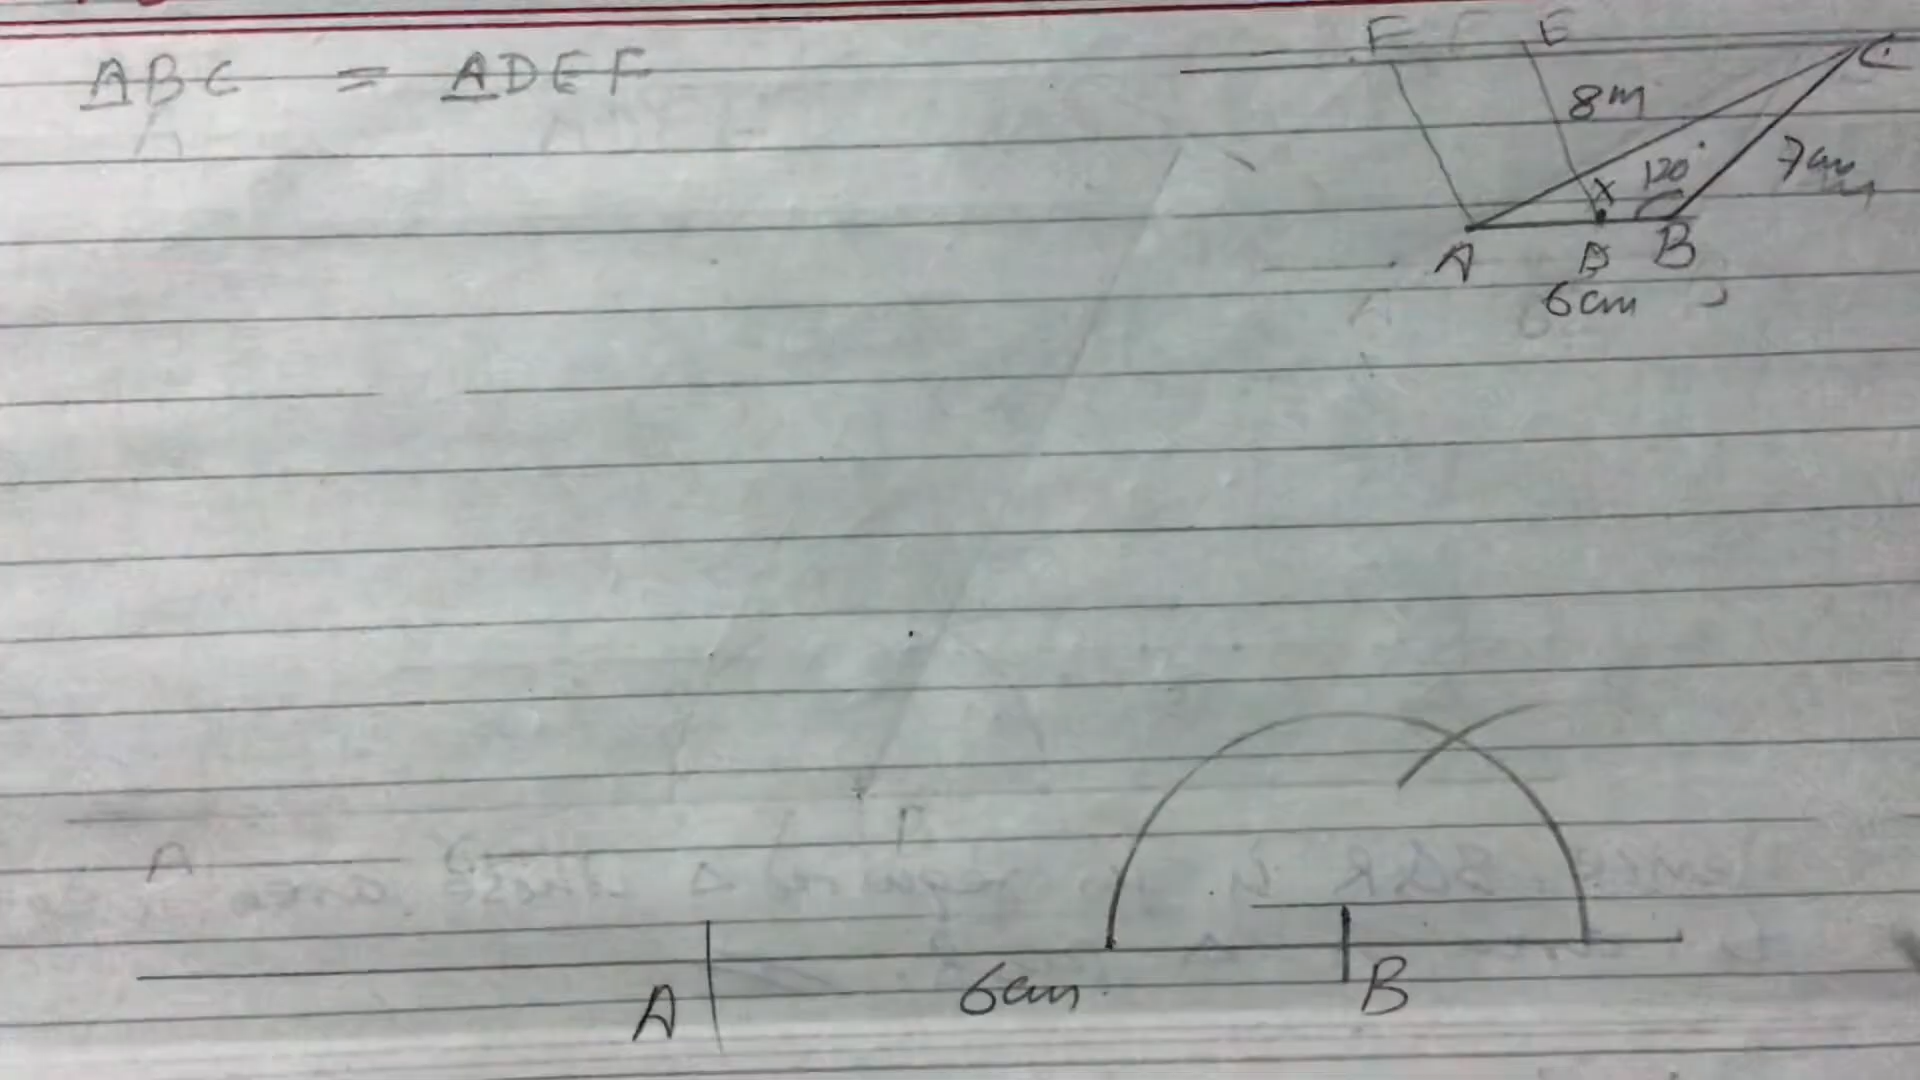 ABC = ADEF
F F E C
8m
120° 7cm
A D B
6cm
A 6cm B